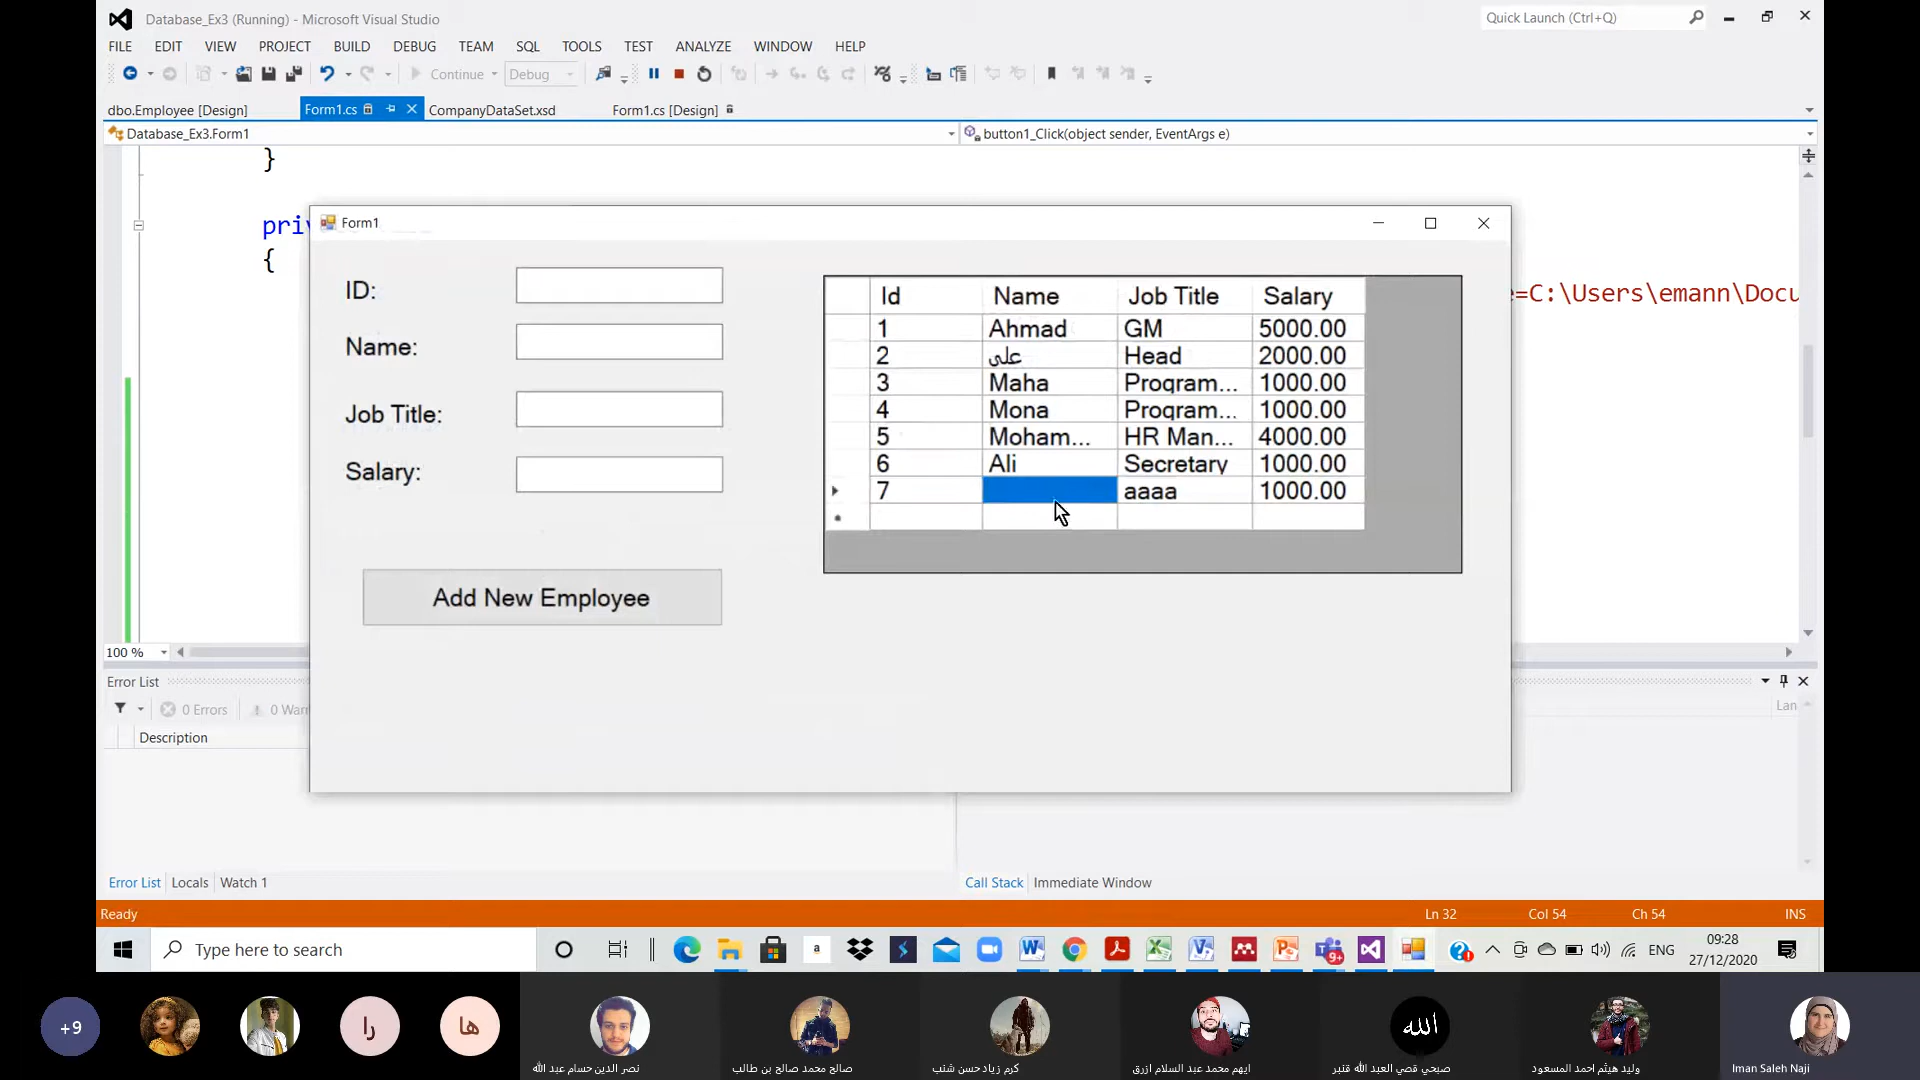 Database_Ex3 (Running) - Microsoft Visual Studio
Quick Launch (Ctrl+Q)
FILE EDIT VIEW PROJECT BUILD DEBUG TEAM SQL TOOLS TEST ANALYZE WINDOW HELP
Continue Debug
dbo.Employee [Design] Form1.cs CompanyDataSet.xsd Form1.cs [Design]
Database_Ex3.Form1 button1_Click(object sender, EventArgs e)
}
priv
{
=C:\Users\emann\Docu
Form1
ID:
Name:
Job Title:
Salary:
Add New Employee
Id Name Job Title Salary
1 Ahmad GM 5000.00
2 علي Head 2000.00
3 Maha Program... 1000.00
4 Mona Program... 1000.00
5 Moham... HR Man... 4000.00
6 Ali Secretary 1000.00
7 aaaa 1000.00
100 %
Error List
0 Errors 0 Warn
Lan
Description
Error List Locals Watch 1
Call Stack Immediate Window
Ready Ln 32 Col 54 Ch 54 INS
Type here to search
a
9+
ENG
09:28
27/12/2020
+9
را
ها
الله
نصر الدين حسام عبد الله
صالح محمد صالح بن طالب
كرم زياد حسن شنب
ايهم محمد عبد السلام ازرق
صبحي قصي العبد الله قنبر
وليد هيثم احمد المسعود
Iman Saleh Naji